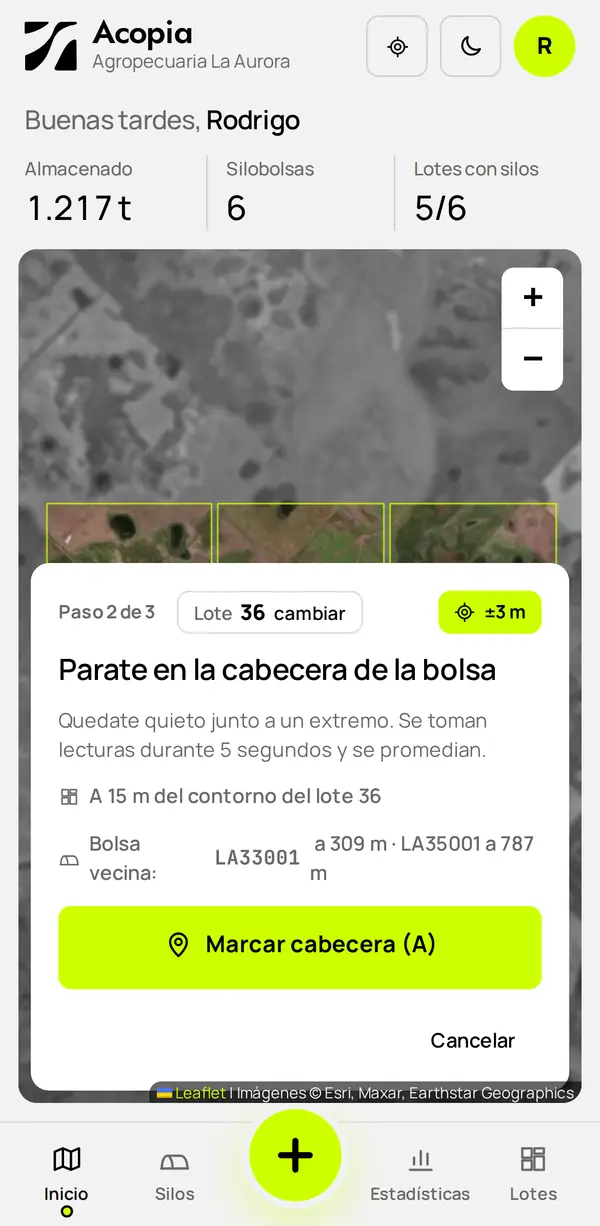 Acopia
Agropecuaria La Aurora
R
Buenas tardes, Rodrigo
Almacenado
Silobolsas
Lotes con silos
1.217 t
6
5/6
+
−
Paso 2 de 3
Lote 36 cambiar
±3 m
Parate en la cabecera de la bolsa
Quedate quieto junto a un extremo. Se toman
lecturas durante 5 segundos y se promedian.
A 15 m del contorno del lote 36
Bolsa vecina: LA33001 a 309 m · LA35001 a 787 m
Marcar cabecera (A)
Cancelar
Leaflet | Imágenes © Esri, Maxar, Earthstar Geographics
+
Inicio
Silos
Estadísticas
Lotes